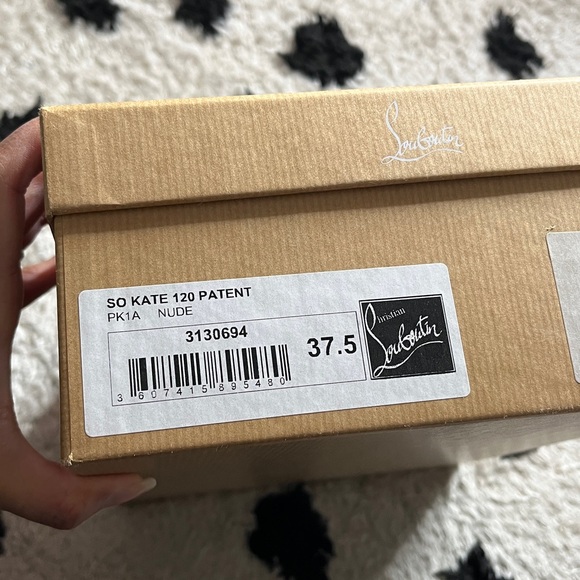 Louboutin
SO KATE 120 PATENT
PK1A NUDE
3130694
37.5
3 607415 895480
Christian
Louboutin